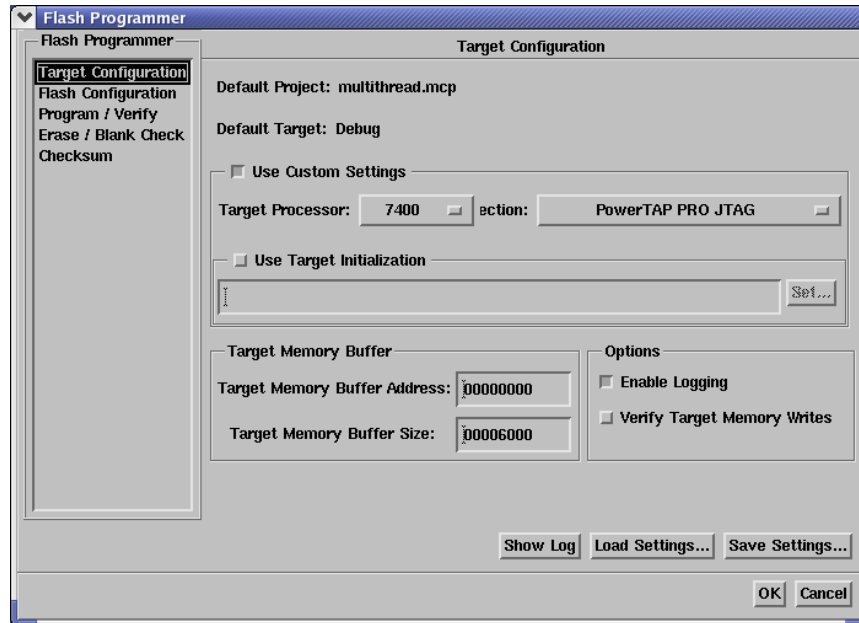 Flash Programmer
Flash Programmer
Target Configuration
Flash Configuration
Program / Verify
Erase / Blank Check
Checksum
Target Configuration
Default Project: multithread.mcp
Default Target: Debug
Use Custom Settings
Target Processor: 7400 ection: PowerTAP PRO JTAG
Use Target Initialization
Set...
Target Memory Buffer
Target Memory Buffer Address: 00000000
Target Memory Buffer Size: 00006000
Options
Enable Logging
Verify Target Memory Writes
Show Log Load Settings... Save Settings...
OK Cancel